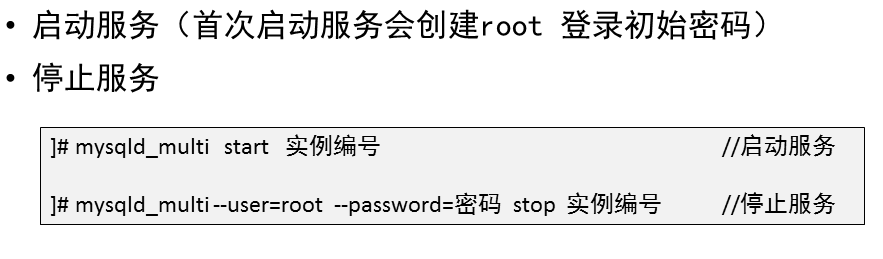 • 启动服务（首次启动服务会创建root 登录初始密码）
• 停止服务
]# mysqld_multi start 实例编号 //启动服务
]# mysqld_multi --user=root --password=密码 stop 实例编号 //停止服务